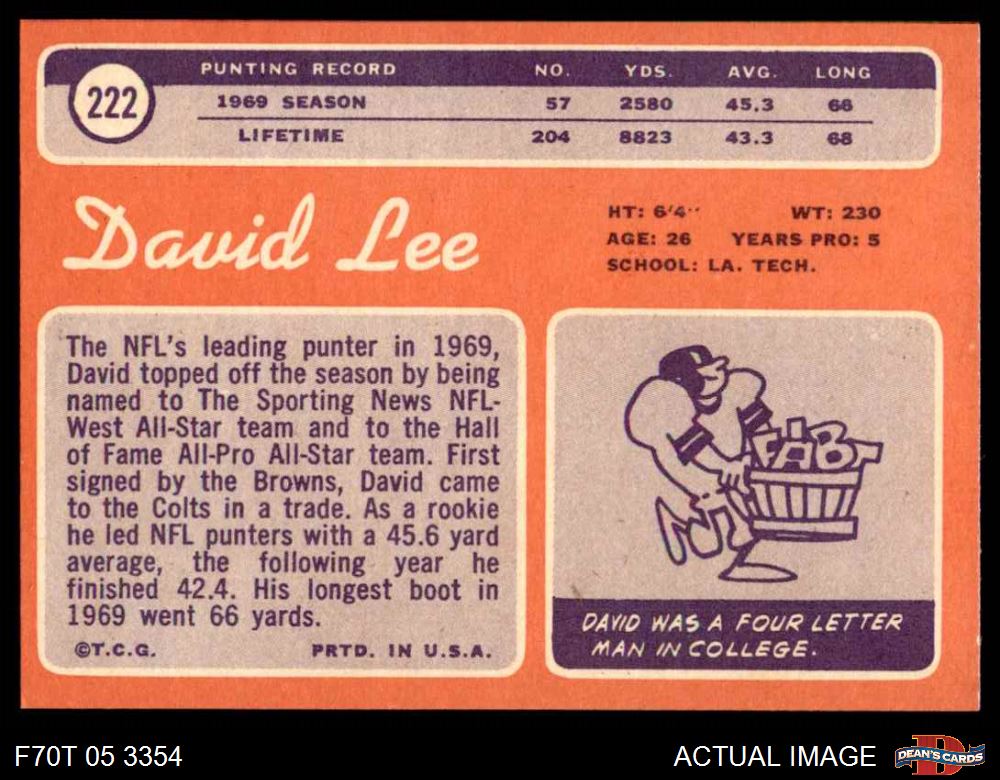 222
PUNTING RECORD NO. YDS. AVG. LONG
1969 SEASON 57 2580 45.3 66
LIFETIME 204 8823 43.3 68
David Lee
HT: 6'4" WT: 230
AGE: 26 YEARS PRO: 5
SCHOOL: LA. TECH.
The NFL's leading punter in 1969,
David topped off the season by being
named to The Sporting News NFL-
West All-Star team and to the Hall
of Fame All-Pro All-Star team. First
signed by the Browns, David came
to the Colts in a trade. As a rookie
he led NFL punters with a 45.6 yard
average, the following year he
finished 42.4. His longest boot in
1969 went 66 yards.
©T.C.G. PRTD. IN U.S.A.
DAVID WAS A FOUR LETTER
MAN IN COLLEGE.
F70T 05 3354
ACTUAL IMAGE
DEAN'S CARDS